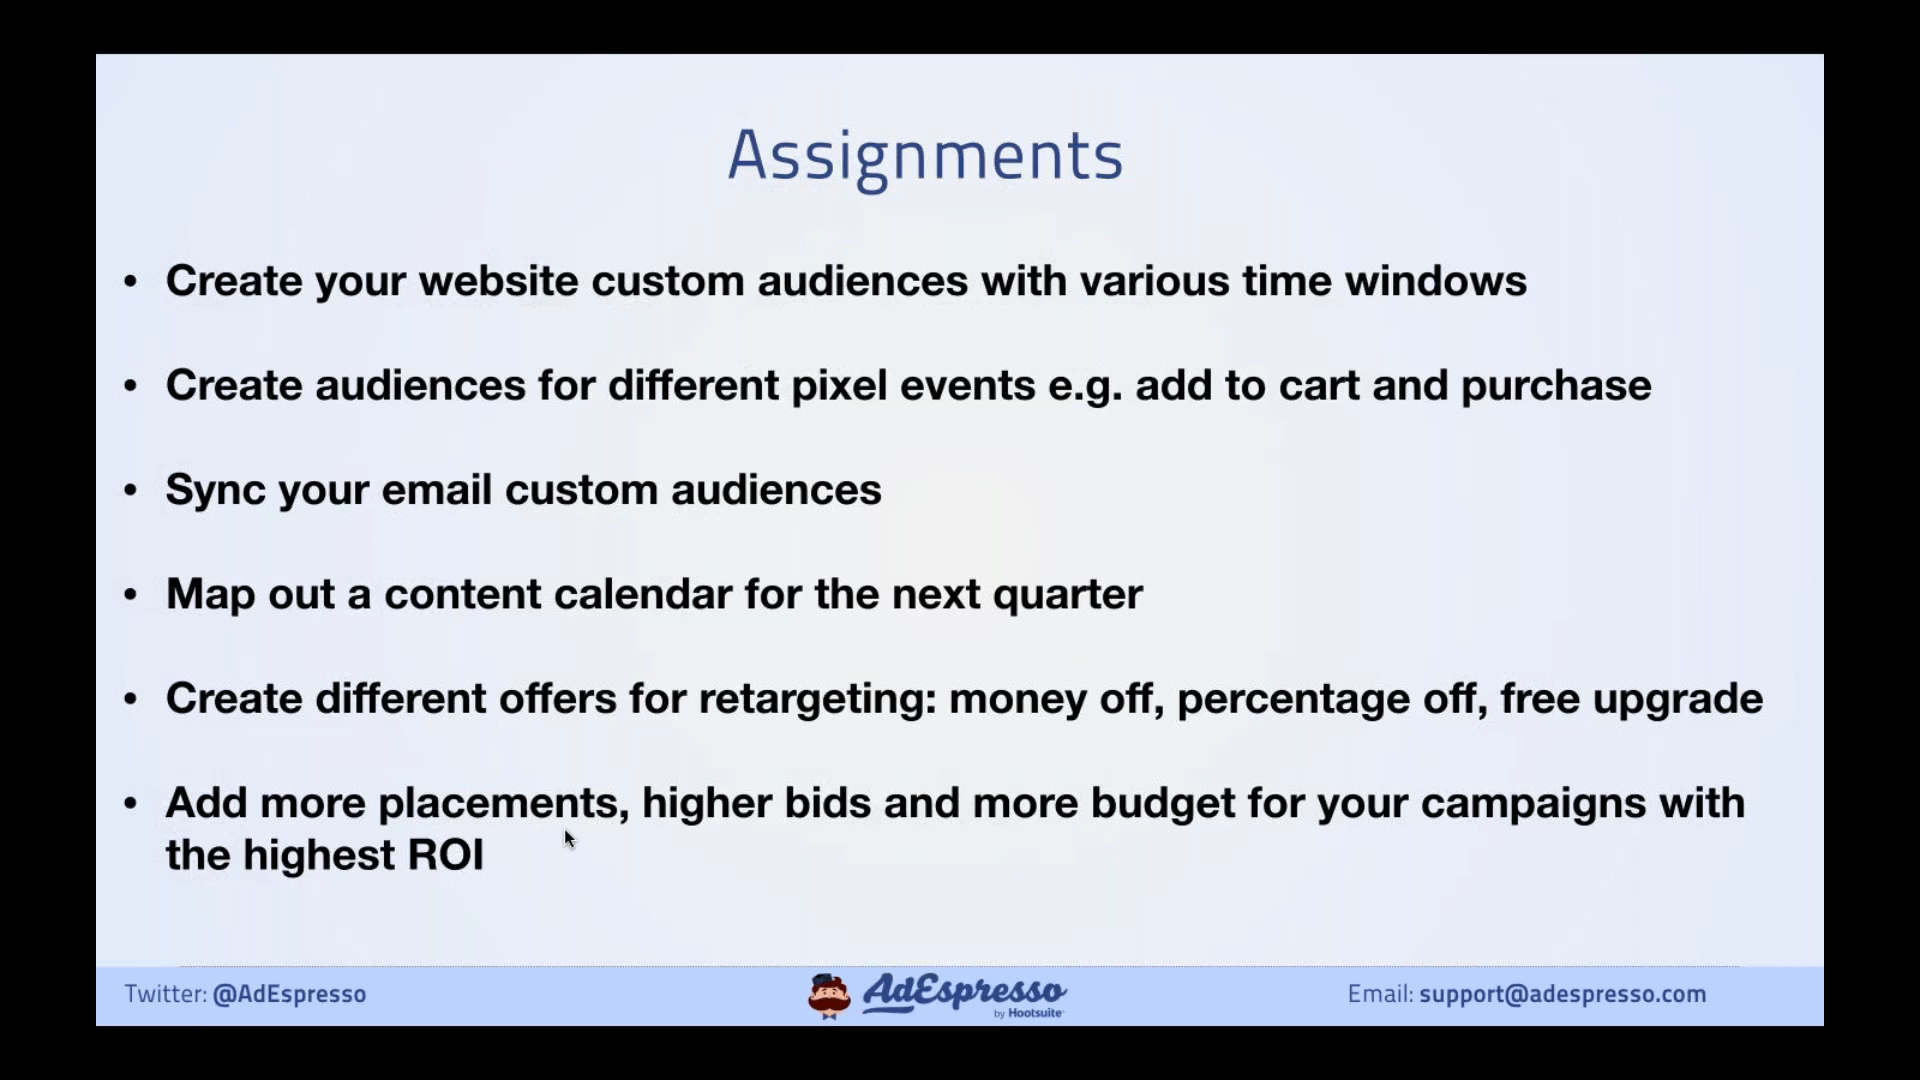 Assignments
• Create your website custom audiences with various time windows
• Create audiences for different pixel events e.g. add to cart and purchase
• Sync your email custom audiences
• Map out a content calendar for the next quarter
• Create different offers for retargeting: money off, percentage off, free upgrade
• Add more placements, higher bids and more budget for your campaigns with
the highest ROI
Twitter: @AdEspresso
AdEspresso
by Hootsuite
Email: support@adespresso.com